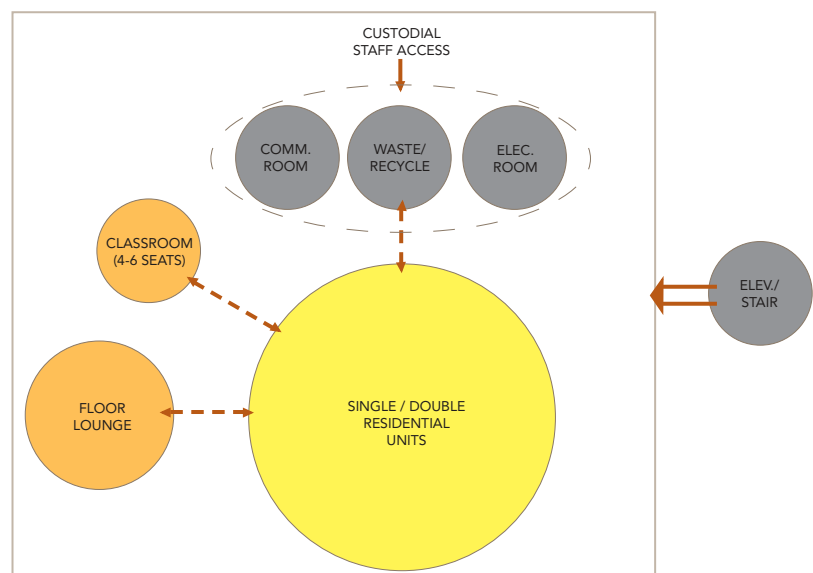 CUSTODIAL
STAFF ACCESS
COMM.
ROOM
WASTE/
RECYCLE
ELEC.
ROOM
CLASSROOM
(4-6 SEATS)
ELEV./
STAIR
FLOOR
LOUNGE
SINGLE / DOUBLE
RESIDENTIAL
UNITS